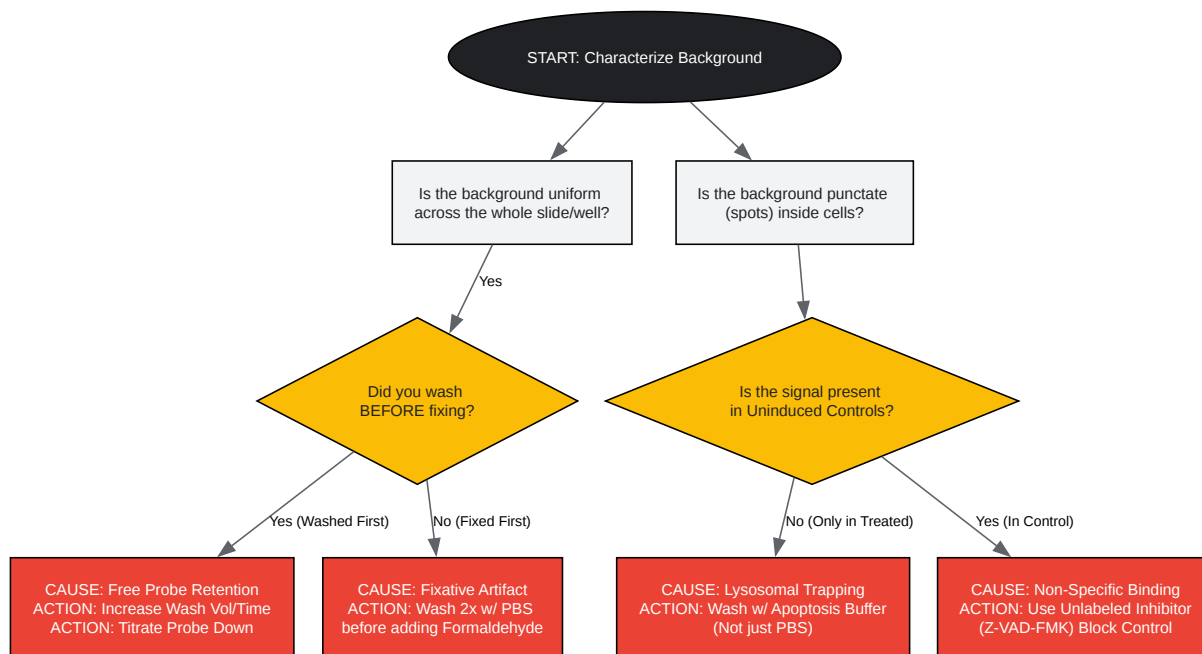 START: Characterize Background
Is the background uniform
across the whole slide/well?
Is the background punctate
(spots) inside cells?
Yes
Did you wash
BEFORE fixing?
Is the signal present
in Uninduced Controls?
Yes (Washed First)
No (Fixed First)
No (Only in Treated)
Yes (In Control)
CAUSE: Free Probe Retention
ACTION: Increase Wash Vol/Time
ACTION: Titrate Probe Down
CAUSE: Fixative Artifact
ACTION: Wash 2x w/ PBS
before adding Formaldehyde
CAUSE: Lysosomal Trapping
ACTION: Wash w/ Apoptosis Buffer
(Not just PBS)
CAUSE: Non-Specific Binding
ACTION: Use Unlabeled Inhibitor
(Z-VAD-FMK) Block Control